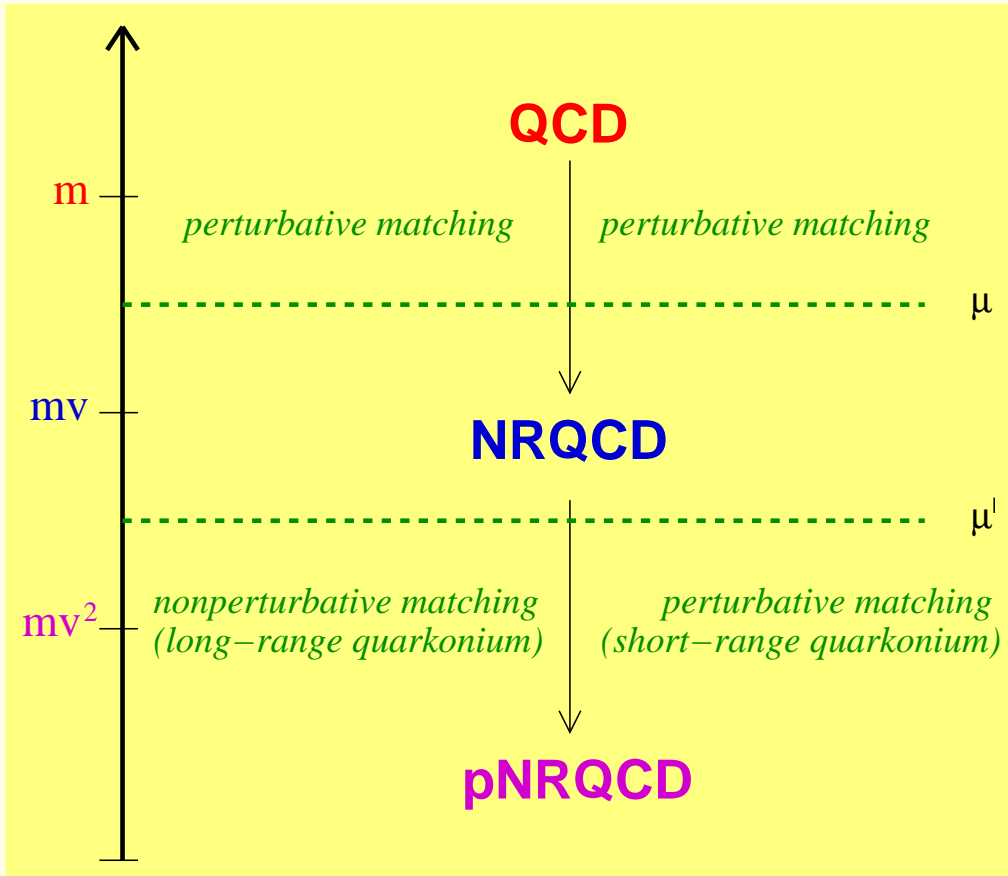 QCD
m
perturbative matching perturbative matching
μ
mv
NRQCD
μ'
nonperturbative matching perturbative matching
mv²
(long−range quarkonium) (short−range quarkonium)
pNRQCD